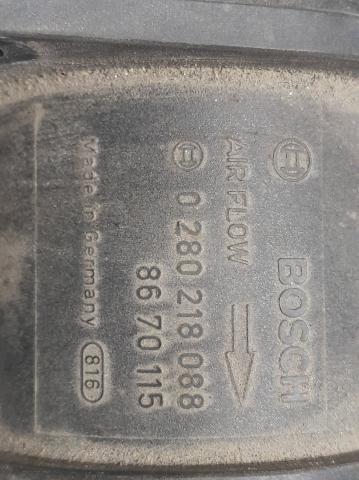 BOSCH
AIR FLOW
0 280 218 088
86 70 115
Made in Germany 816